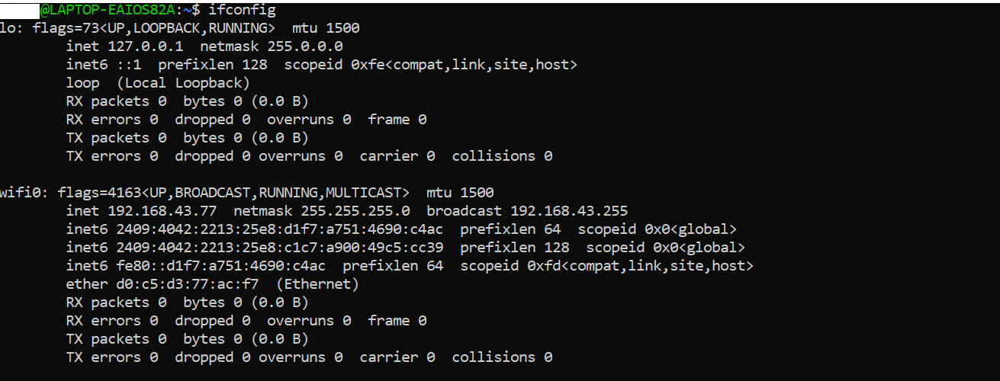 @LAPTOP-EAIOS82A:~$ ifconfig
lo: flags=73<UP,LOOPBACK,RUNNING>  mtu 1500
        inet 127.0.0.1  netmask 255.0.0.0
        inet6 ::1  prefixlen 128  scopeid 0xfe<compat,link,site,host>
        loop  (Local Loopback)
        RX packets 0  bytes 0 (0.0 B)
        RX errors 0  dropped 0  overruns 0  frame 0
        TX packets 0  bytes 0 (0.0 B)
        TX errors 0  dropped 0 overruns 0  carrier 0  collisions 0

wifi0: flags=4163<UP,BROADCAST,RUNNING,MULTICAST>  mtu 1500
        inet 192.168.43.77  netmask 255.255.255.0  broadcast 192.168.43.255
        inet6 2409:4042:2213:25e8:d1f7:a751:4690:c4ac  prefixlen 64  scopeid 0x0<global>
        inet6 2409:4042:2213:25e8:c1c7:a900:49c5:cc39  prefixlen 128  scopeid 0x0<global>
        inet6 fe80::d1f7:a751:4690:c4ac  prefixlen 64  scopeid 0xfd<compat,link,site,host>
        ether d0:c5:d3:77:ac:f7  (Ethernet)
        RX packets 0  bytes 0 (0.0 B)
        RX errors 0  dropped 0  overruns 0  frame 0
        TX packets 0  bytes 0 (0.0 B)
        TX errors 0  dropped 0 overruns 0  carrier 0  collisions 0